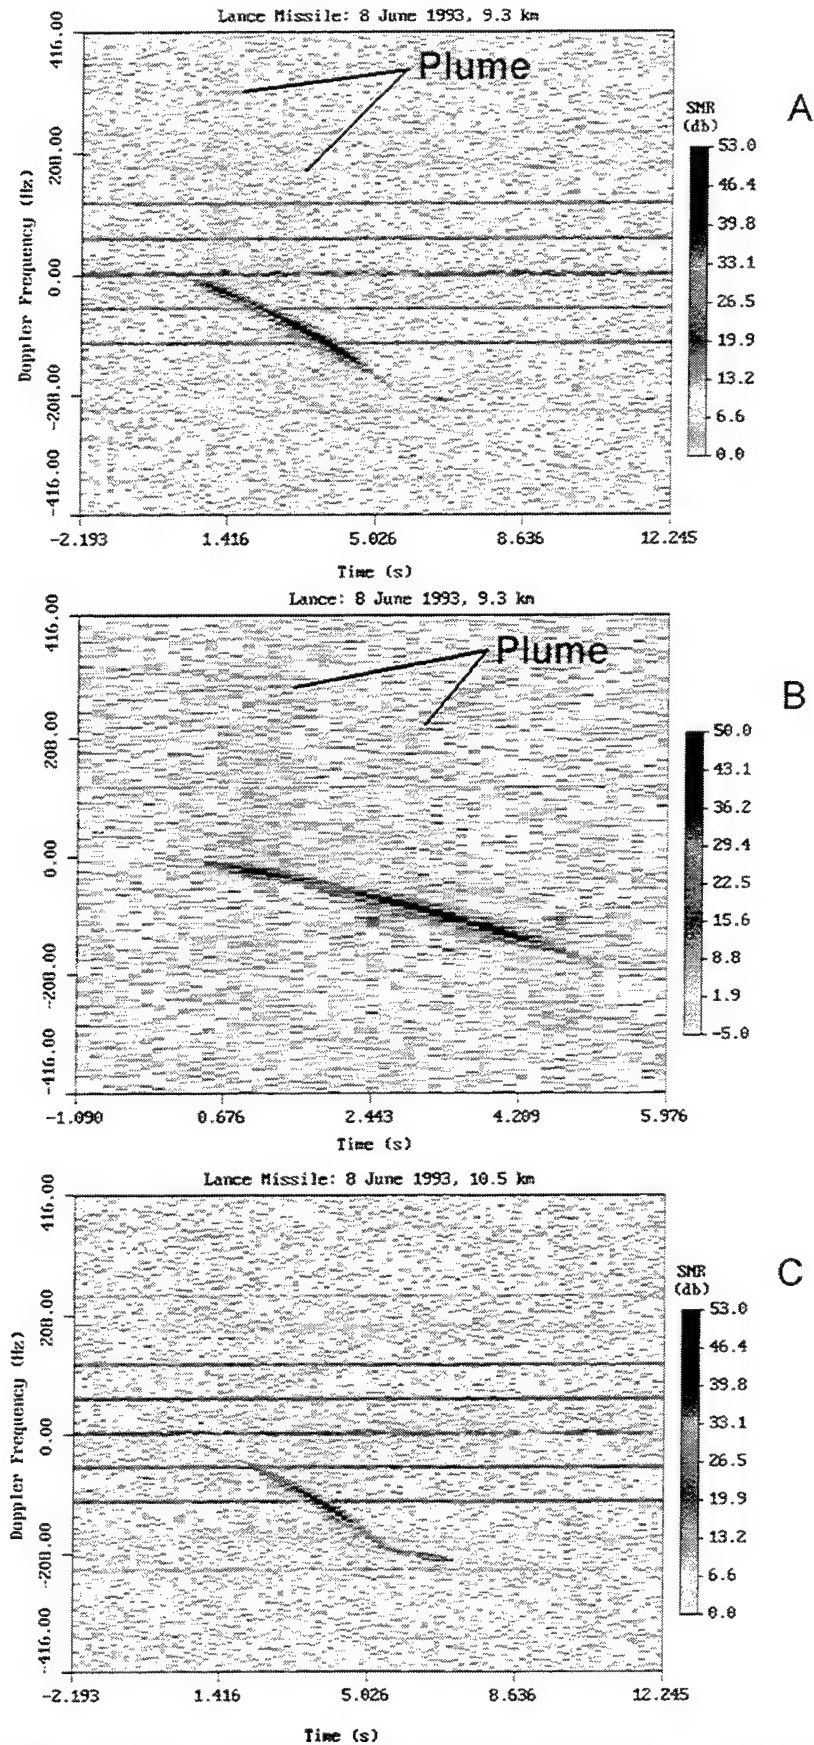 Lance Missile: 8 June 1993, 9.3 km
Plume
A
SNR
(db)
53.0
46.4
39.8
33.1
26.5
19.9
13.2
6.6
0.0
416.00
208.00
0.00
-208.00
-416.00
Doppler Frequency (Hz)
-2.193 1.416 5.026 8.636 12.245
Time (s)
Lance: 8 June 1993, 9.3 km
Plume
B
50.0
43.1
36.2
29.4
22.5
15.6
8.8
1.9
-5.0
416.00
208.00
0.00
-208.00
-416.00
-1.090 0.676 2.443 4.209 5.976
Time (s)
Lance Missile: 8 June 1993, 10.5 km
C
SNR
(db)
53.0
46.4
39.8
33.1
26.5
19.9
13.2
6.6
0.0
416.00
208.00
0.00
-208.00
-416.00
Doppler Frequency (Hz)
-2.193 1.416 5.026 8.636 12.245
Time (s)